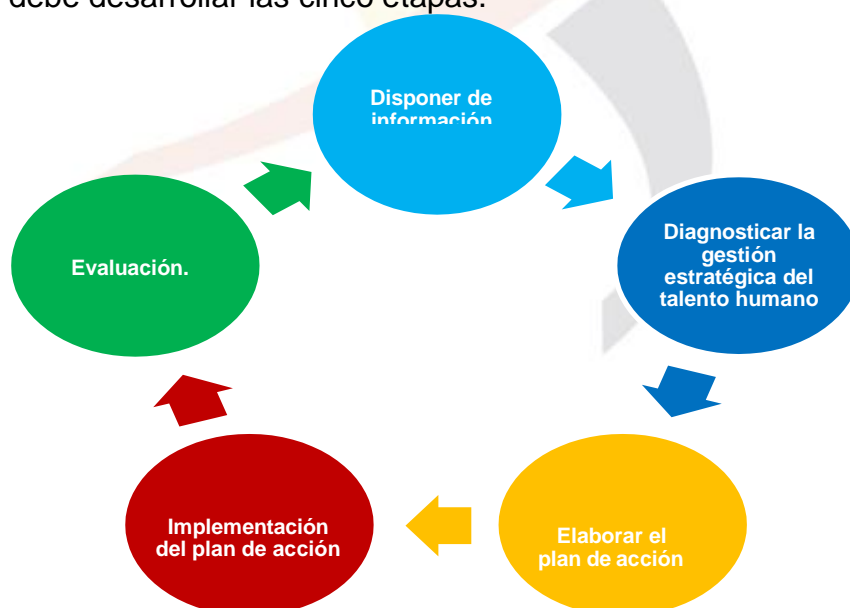 debe desarrollar las cinco etapas.
Disponer de
información
Diagnosticar la
gestión
estratégica del
talento humano
Elaborar el
plan de acción
Implementación
del plan de acción
Evaluación.